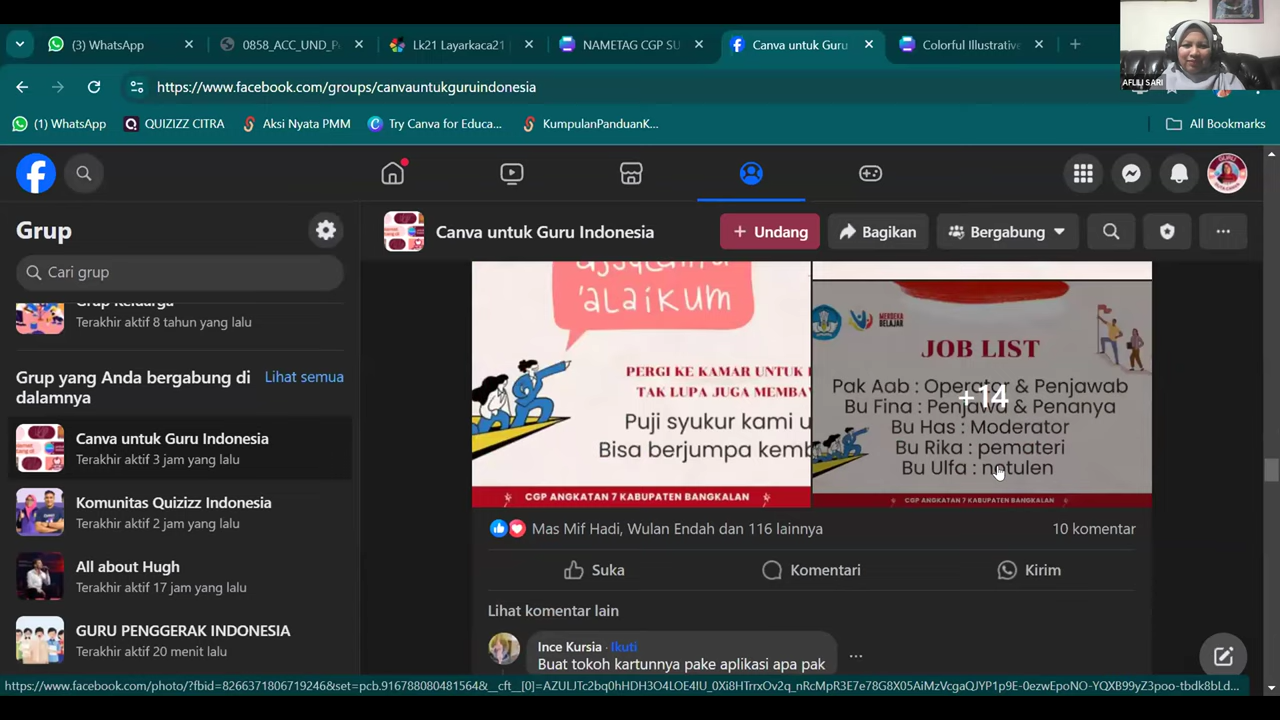 (3) WhatsApp
0858_ACC_UND_P
Lk21 Layarkaca21
NAMETAG CGP SU
Canva untuk Guru
Colorful Illustrative
AFLILI SARI
https://www.facebook.com/groups/canvauntukguruindonesia
(1) WhatsApp
QUIZIZZ CITRA
Aksi Nyata PMM
Try Canva for Educa...
KumpulanPanduanK...
All Bookmarks
Grup
Canva untuk Guru Indonesia
+ Undang
Bagikan
Bergabung
Cari grup
Grup Keluarga
Terakhir aktif 8 tahun yang lalu
Grup yang Anda bergabung di
dalamnya
Lihat semua
Canva untuk Guru Indonesia
Terakhir aktif 3 jam yang lalu
Komunitas Quizizz Indonesia
Terakhir aktif 2 jam yang lalu
All about Hugh
Terakhir aktif 17 jam yang lalu
GURU PENGGERAK INDONESIA
Terakhir aktif 20 menit yang lalu
'alaikum
PERGI KE KAMAR UNTUK
TAK LUPA JUGA MEMBA
Puji syukur kami u
Bisa berjumpa kemb
CGP ANGKATAN 7 KABUPATEN BANGKALAN
MERDEKA
BELAJAR
JOB LIST
Pak Aab : Operator & Penjawab
+14
Bu Fina : Penjawa & Penanya
Bu Has : Moderator
Bu Rika : pemateri
Bu Ulfa : notulen
CGP ANGKATAN 7 KABUPATEN BANGKALAN
Mas Mif Hadi, Wulan Endah dan 116 lainnya
10 komentar
Suka
Komentari
Kirim
Lihat komentar lain
Ince Kursia · Ikuti
Buat tokoh kartunnya pake aplikasi apa pak